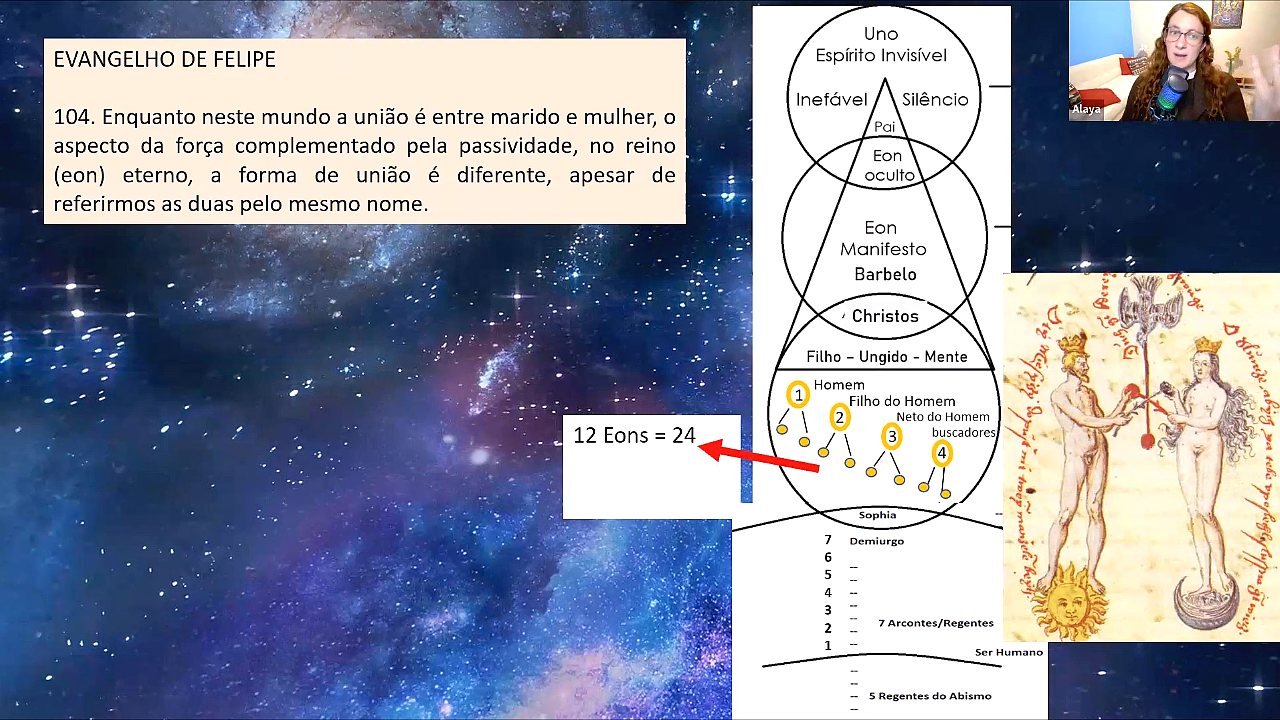 EVANGELHO DE FELIPE
104. Enquanto neste mundo a união é entre marido e mulher, o
aspecto da força complementado pela passividade, no reino
(eon) eterno, a forma de união é diferente, apesar de
referirmos as duas pelo mesmo nome.
Uno
Espírito Invisível
Inefável
Silêncio
Pai
Eon
oculto
Eon
Manifesto
Barbelo
Christos
Filho – Ungido - Mente
1 Homem
2 Filho do Homem
3 Neto do Homem
4 buscadores
12 Eons = 24
Sophia
7 Demiurgo
6 --
5 --
4 --
3 --
2 -- 7 Arcontes/Regentes
1 --
Ser Humano
--
--
-- 5 Regentes do Abismo
--
Alaya